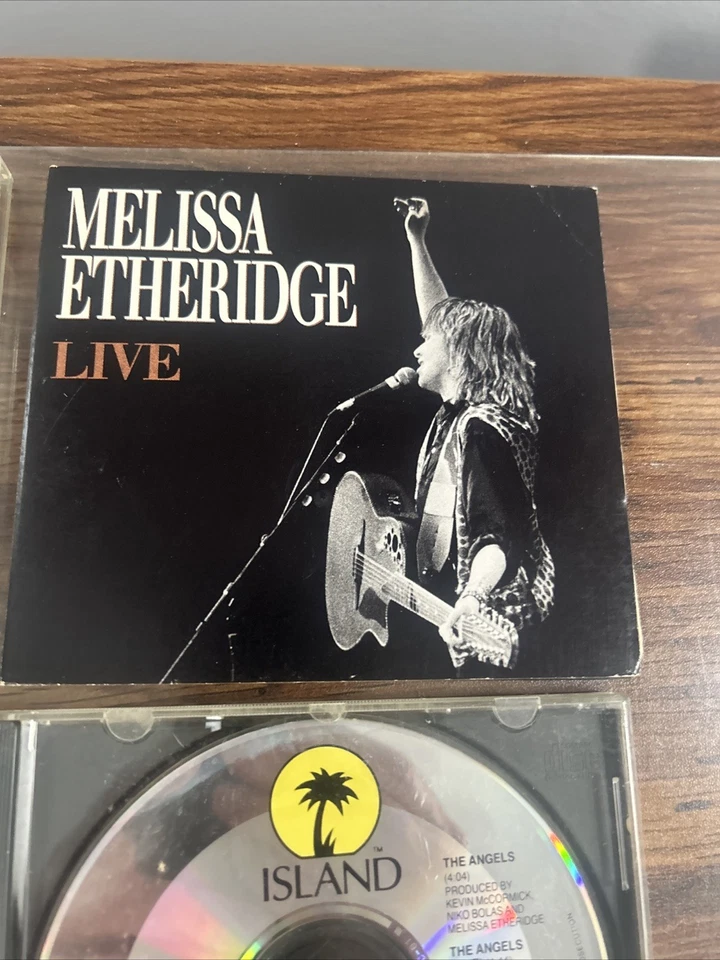 MELISSA
ETHERIDGE
LIVE
ISLAND
TM
THE ANGELS
(4:04)
PRODUCED BY
KEVIN McCORMICK,
NIKO BOLAS AND
MELISSA ETHERIDGE
THE ANGELS